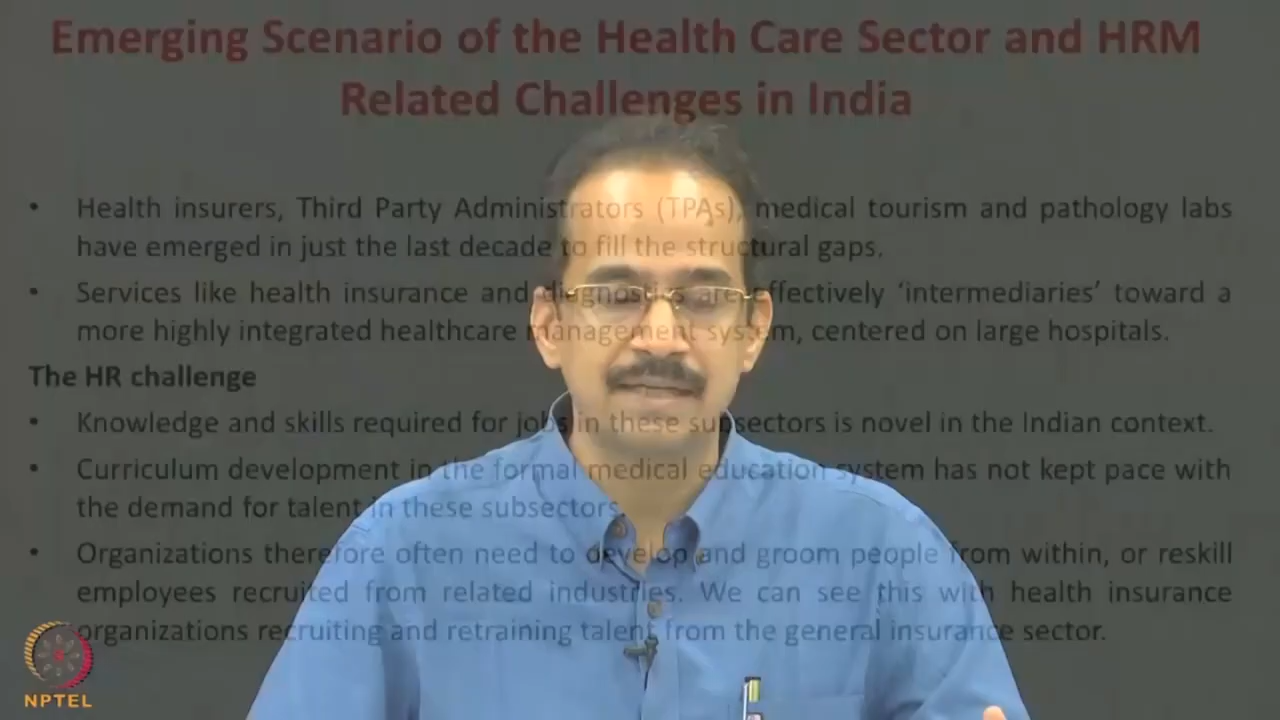 Emerging Scenario of the Health Care Sector and HRM
Related Challenges in India
• Health insurers, Third Party Administrators (TPAs), medical tourism and pathology labs
have emerged in just the last decade to fill the structural gaps.
• Services like health insurance and diagnostics are effectively ‘intermediaries’ toward a
more highly integrated healthcare management system, centered on large hospitals.
The HR challenge
• Knowledge and skills required for jobs in these subsectors is novel in the Indian context.
• Curriculum development in the formal medical education system has not kept pace with
the demand for talent in these subsectors.
• Organizations therefore often need to develop and groom people from within, or reskill
employees recruited from related industries. We can see this with health insurance
organizations recruiting and retraining talent from the general insurance sector.
NPTEL